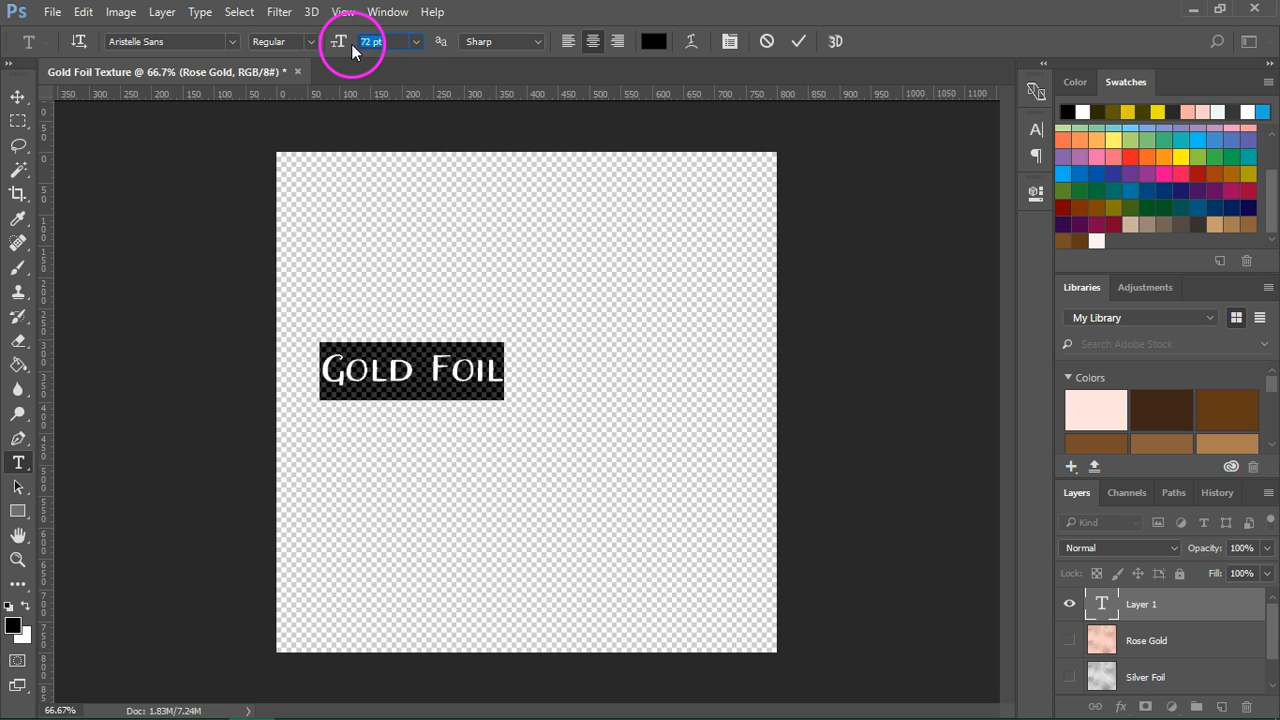 Ps File Edit Image Layer Type Select Filter 3D View Window Help
Aristelle Sans Regular 72 pt Sharp 3D
Gold Foil Texture @ 66.7% (Rose Gold, RGB/8#) *
350 300 250 200 150 100 50 0 50 100 150 200 250 300 350 400 450 500 550 600 650 700 750 800 850 900 950 1000 1050 1100
Color Swatches
Gold Foil
Libraries Adjustments
My Library
Search Adobe Stock
Colors
Layers Channels Paths History
Kind
Normal Opacity: 100%
Lock: Fill: 100%
Layer 1
Rose Gold
Silver Foil
66.67% Doc: 1.83M/7.24M